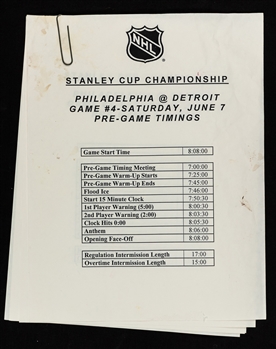 NHL
STANLEY CUP CHAMPIONSHIP
PHILADELPHIA @ DETROIT
GAME #4-SATURDAY, JUNE 7
PRE-GAME TIMINGS
Game Start Time 8:08:00
Pre-Game Timing Meeting 7:00:00
Pre-Game Warm-Up Starts 7:25:00
Pre-Game Warm-Up Ends 7:45:00
Flood Ice 7:46:00
Start 15 Minute Clock 7:50:30
1st Player Warning (5:00) 8:00:30
2nd Player Warning (2:00) 8:03:30
Clock Hits 0:00 8:05:30
Anthem 8:06:00
Opening Face-Off 8:08:00
Regulation Intermission Length 17:00
Overtime Intermission Length 15:00